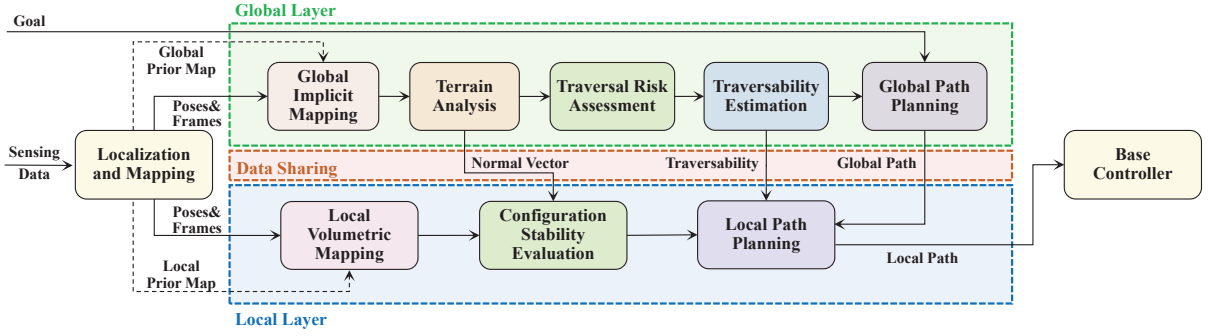 Global Layer
Goal
Global
Prior Map
Global
Implicit
Mapping
Terrain
Analysis
Traversal Risk
Assessment
Traversability
Estimation
Global Path
Planning
Poses&
Frames
Sensing
Data
Localization
and Mapping
Data Sharing
Normal Vector
Traversability
Global Path
Base
Controller
Poses&
Frames
Local
Volumetric
Mapping
Configuration
Stability
Evaluation
Local Path
Planning
Local Path
Local
Prior Map
Local Layer